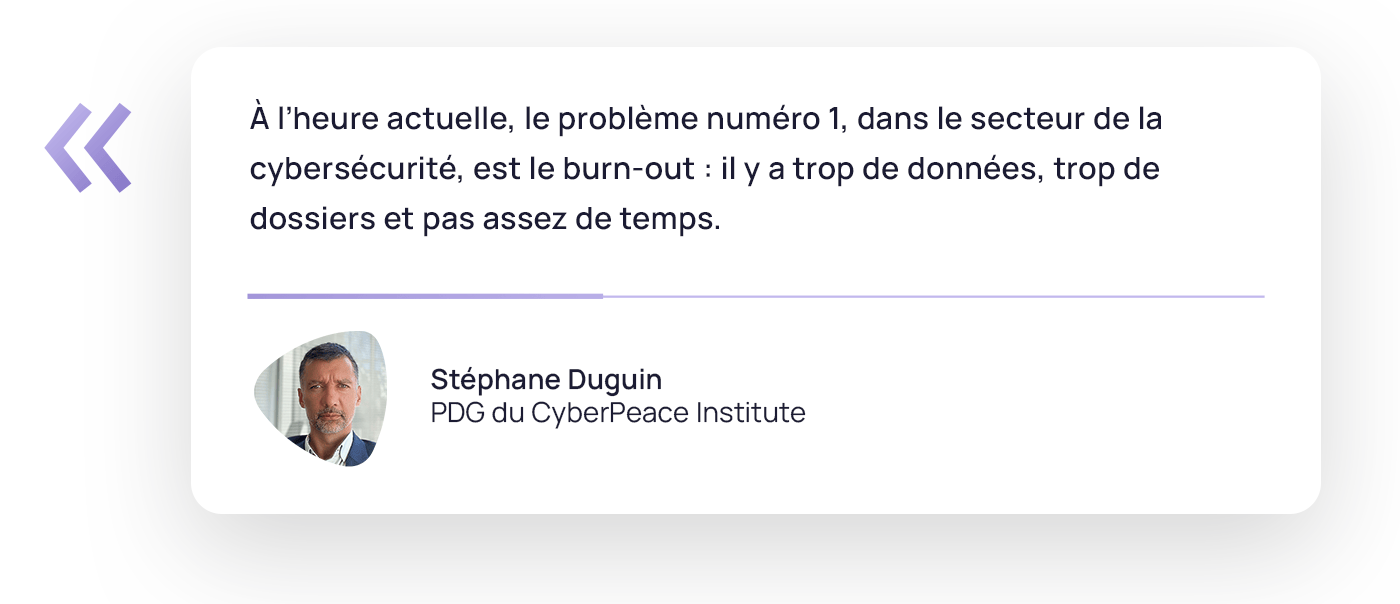 «
À l’heure actuelle, le problème numéro 1, dans le secteur de la
cybersécurité, est le burn-out : il y a trop de données, trop de
dossiers et pas assez de temps.
Stéphane Duguin
PDG du CyberPeace Institute